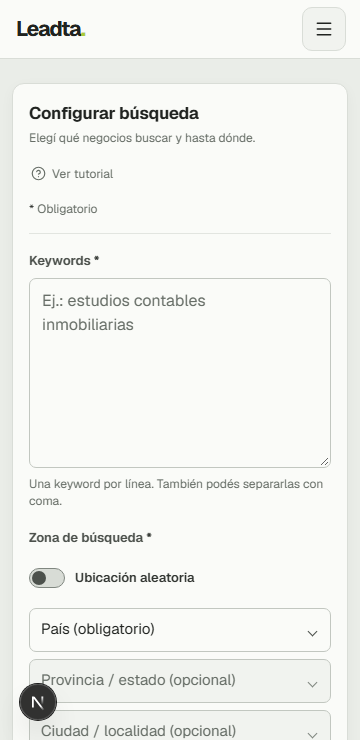 Leadta.
Configurar búsqueda
Elegí qué negocios buscar y hasta dónde.
Ver tutorial
* Obligatorio
Keywords *
Ej.: estudios contables
inmobiliarias
Una keyword por línea. También podés separarlas con
coma.
Zona de búsqueda *
Ubicación aleatoria
País (obligatorio)
Provincia / estado (opcional)
N
Ciudad / localidad (opcional)